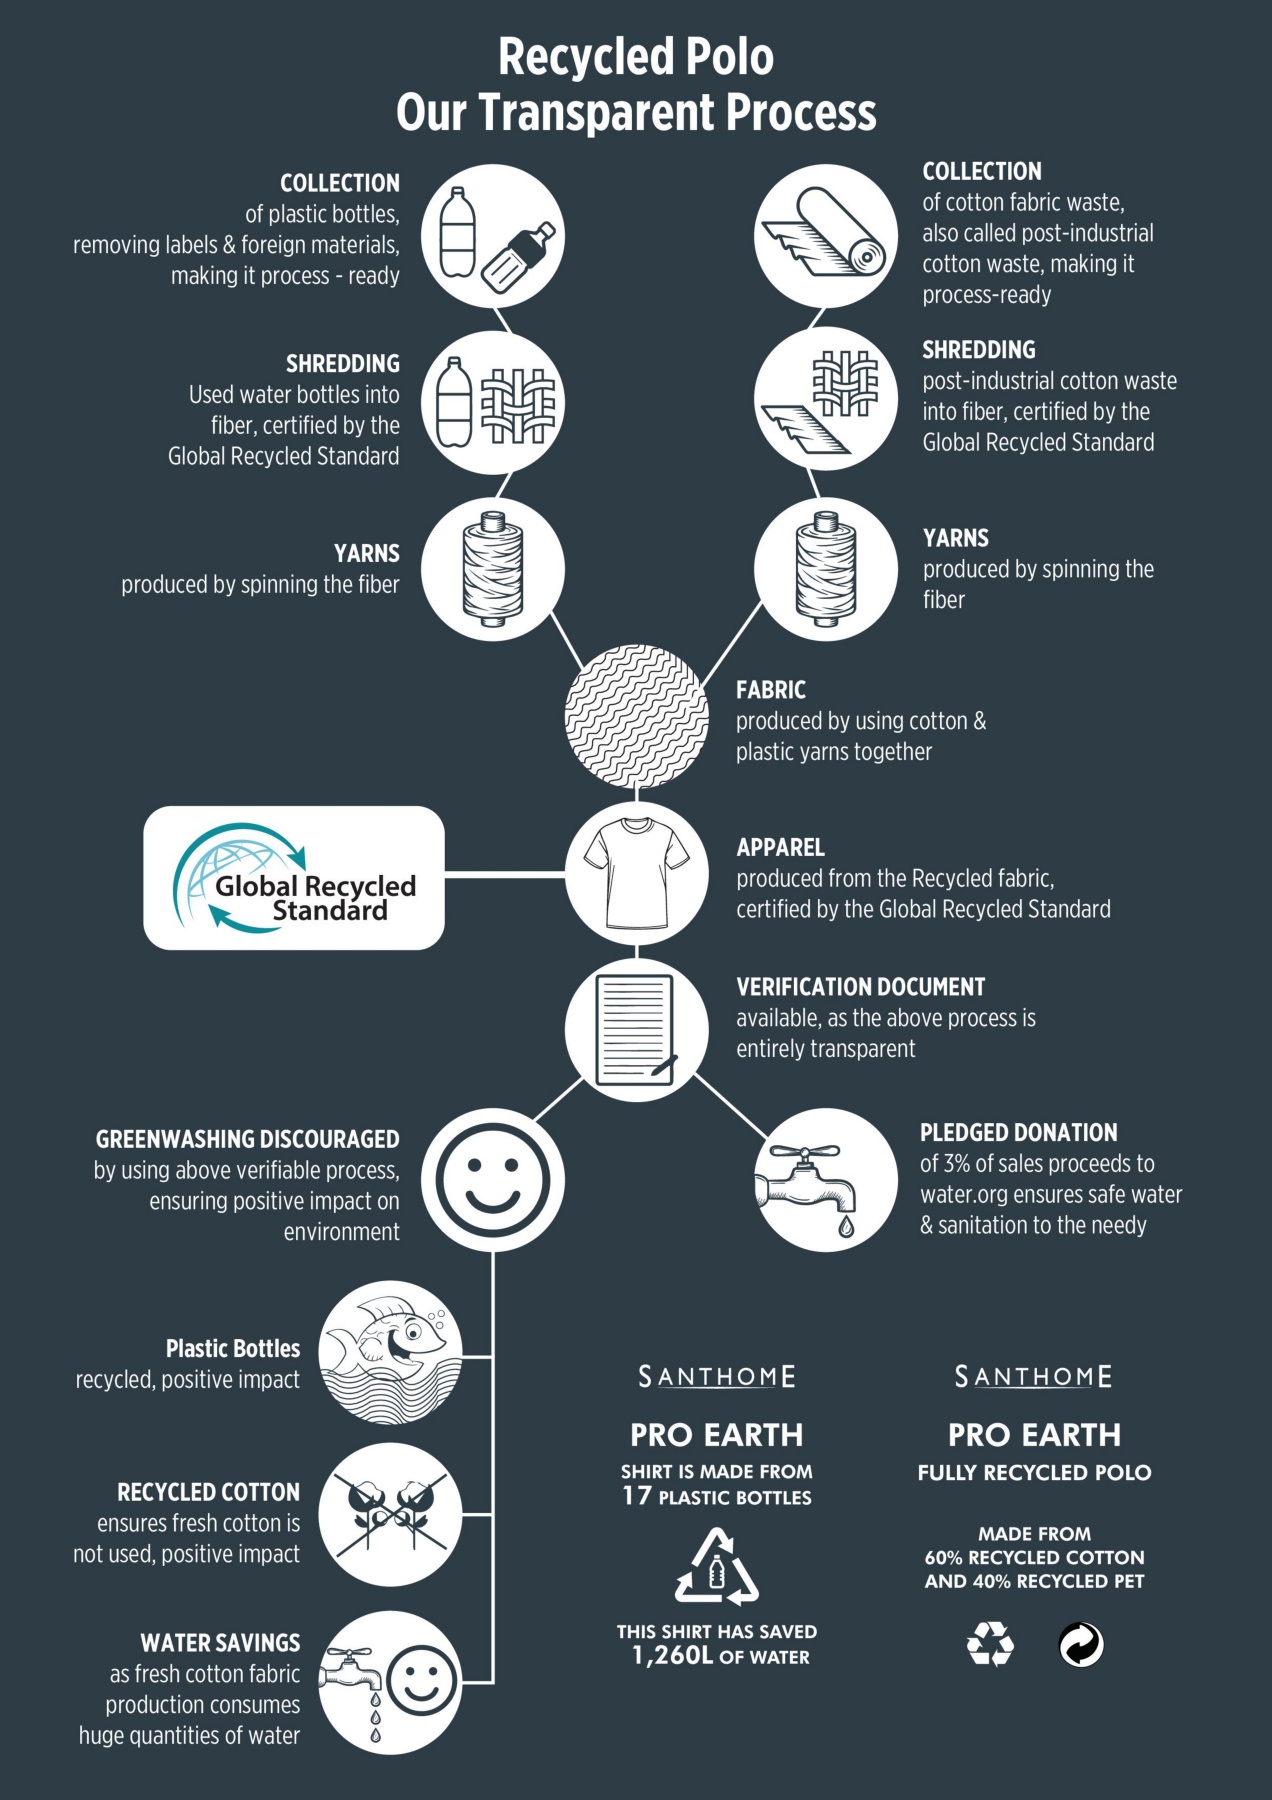 Recycled Polo
Our Transparent Process
COLLECTION
of plastic bottles,
removing labels & foreign materials,
making it process - ready
COLLECTION
of cotton fabric waste,
also called post-industrial
cotton waste, making it
process-ready
SHREDDING
Used water bottles into
fiber, certified by the
Global Recycled Standard
SHREDDING
post-industrial cotton waste
into fiber, certified by the
Global Recycled Standard
YARNS
produced by spinning the fiber
YARNS
produced by spinning the
fiber
FABRIC
produced by using cotton &
plastic yarns together
Global Recycled
Standard
APPAREL
produced from the Recycled fabric,
certified by the Global Recycled Standard
VERIFICATION DOCUMENT
available, as the above process is
entirely transparent
GREENWASHING DISCOURAGED
by using above verifiable process,
ensuring positive impact on
environment
PLEDGED DONATION
of 3% of sales proceeds to
water.org ensures safe water
& sanitation to the needy
Plastic Bottles
recycled, positive impact
RECYCLED COTTON
ensures fresh cotton is
not used, positive impact
WATER SAVINGS
as fresh cotton fabric
production consumes
huge quantities of water
SANTHOME
PRO EARTH
SHIRT IS MADE FROM
17 PLASTIC BOTTLES
THIS SHIRT HAS SAVED
1,260L OF WATER
SANTHOME
PRO EARTH
FULLY RECYCLED POLO
MADE FROM
60% RECYCLED COTTON
AND 40% RECYCLED PET